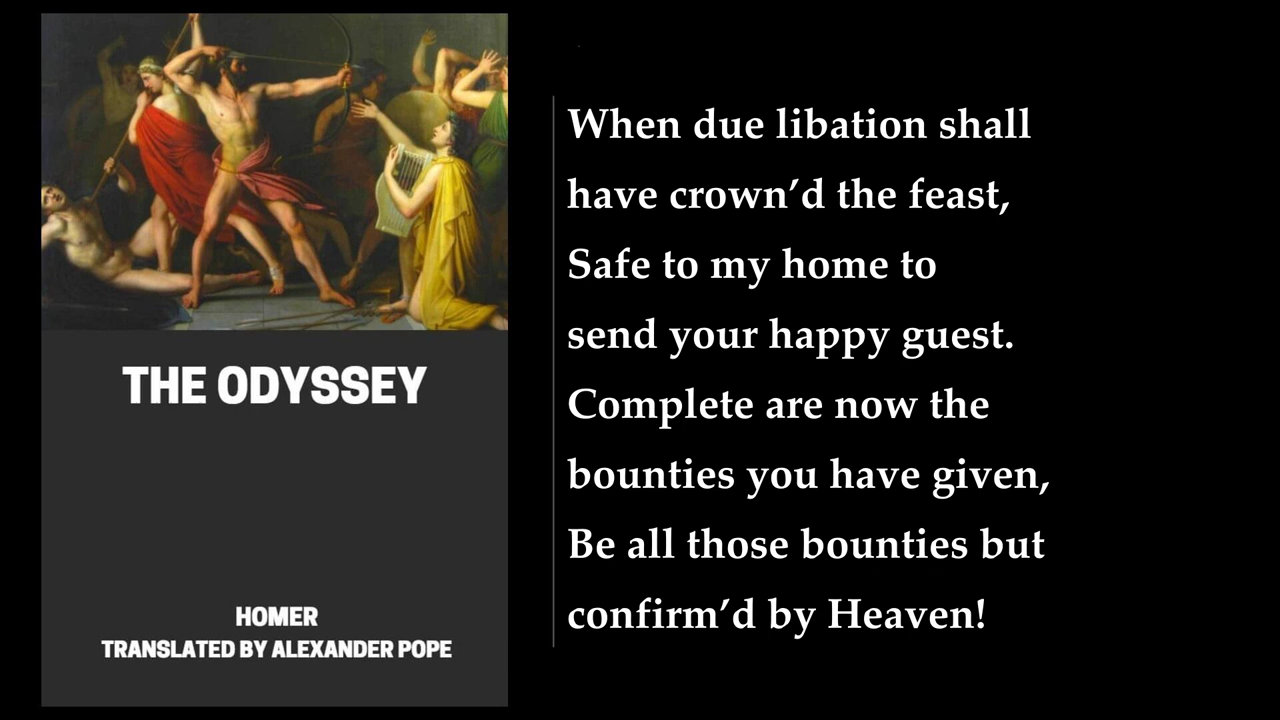 THE ODYSSEY
HOMER
TRANSLATED BY ALEXANDER POPE
When due libation shall
have crown’d the feast,
Safe to my home to
send your happy guest.
Complete are now the
bounties you have given,
Be all those bounties but
confirm’d by Heaven!